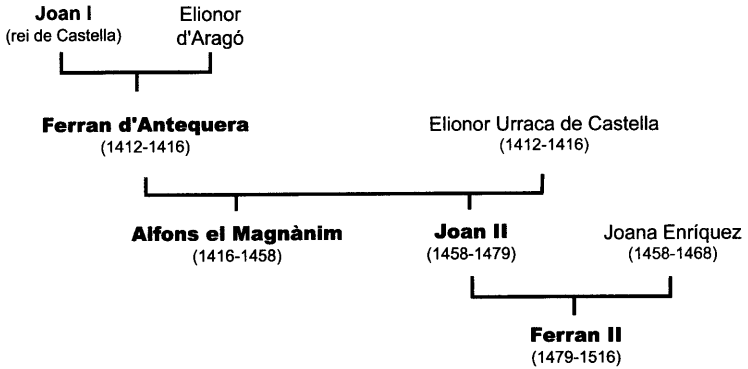 Joan I
(rei de Castella)
Elionor
d'Aragó
Ferran d'Antequera
(1412-1416)
Elionor Urraca de Castella
(1412-1416)
Alfons el Magnànim
(1416-1458)
Joan II
(1458-1479)
Joana Enríquez
(1458-1468)
Ferran II
(1479-1516)